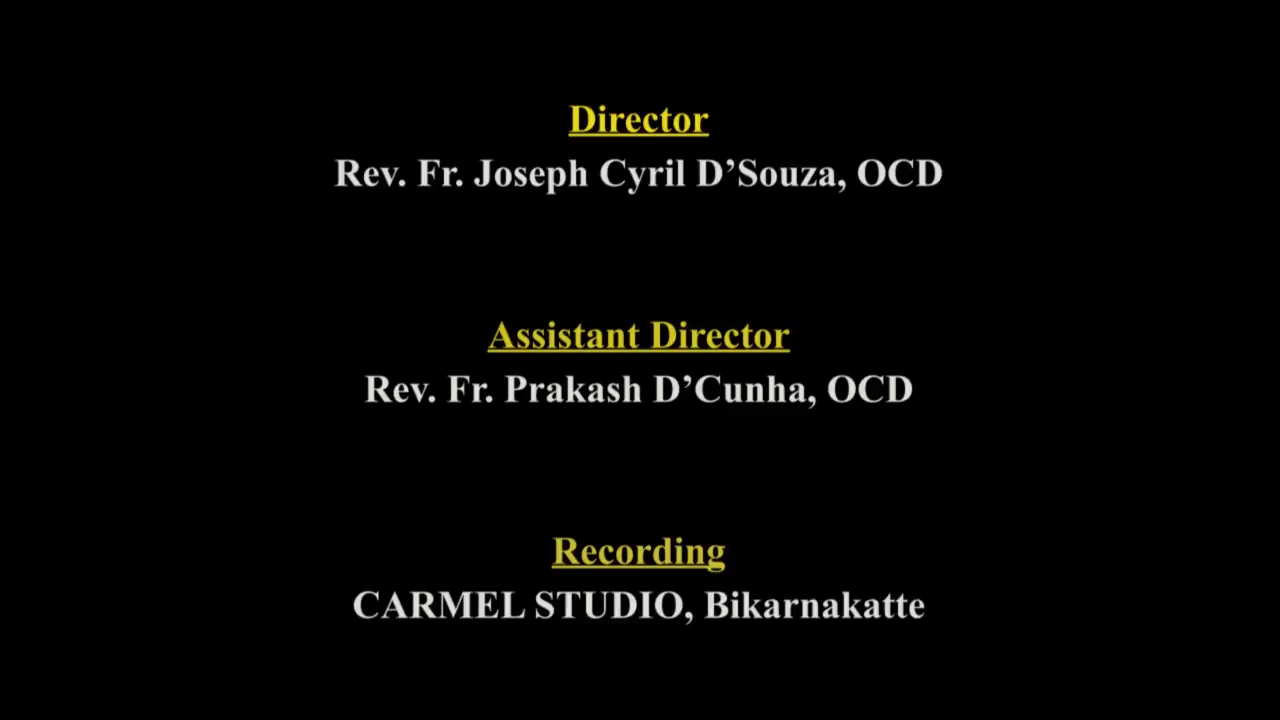 Director
Rev. Fr. Joseph Cyril D’Souza, OCD
Assistant Director
Rev. Fr. Prakash D’Cunha, OCD
Recording
CARMEL STUDIO, Bikarnakatte